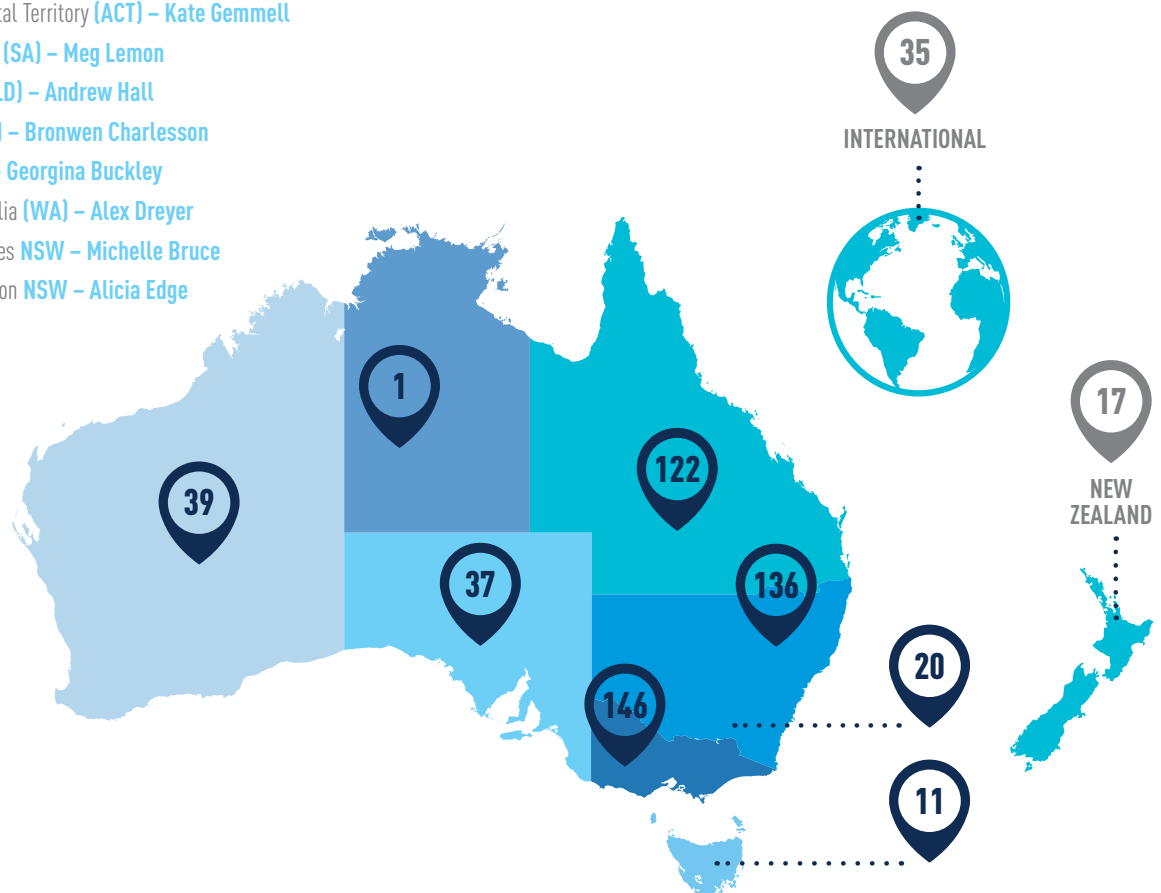 tal Territory (ACT) – Kate Gemmell
(SA) – Meg Lemon
LD) – Andrew Hall
) – Bronwen Charlesson
- Georgina Buckley
lia (WA) – Alex Dreyer
es NSW – Michelle Bruce
on NSW – Alicia Edge
35
INTERNATIONAL
1
17
NEW
ZEALAND
122
39
37
136
20
146
11